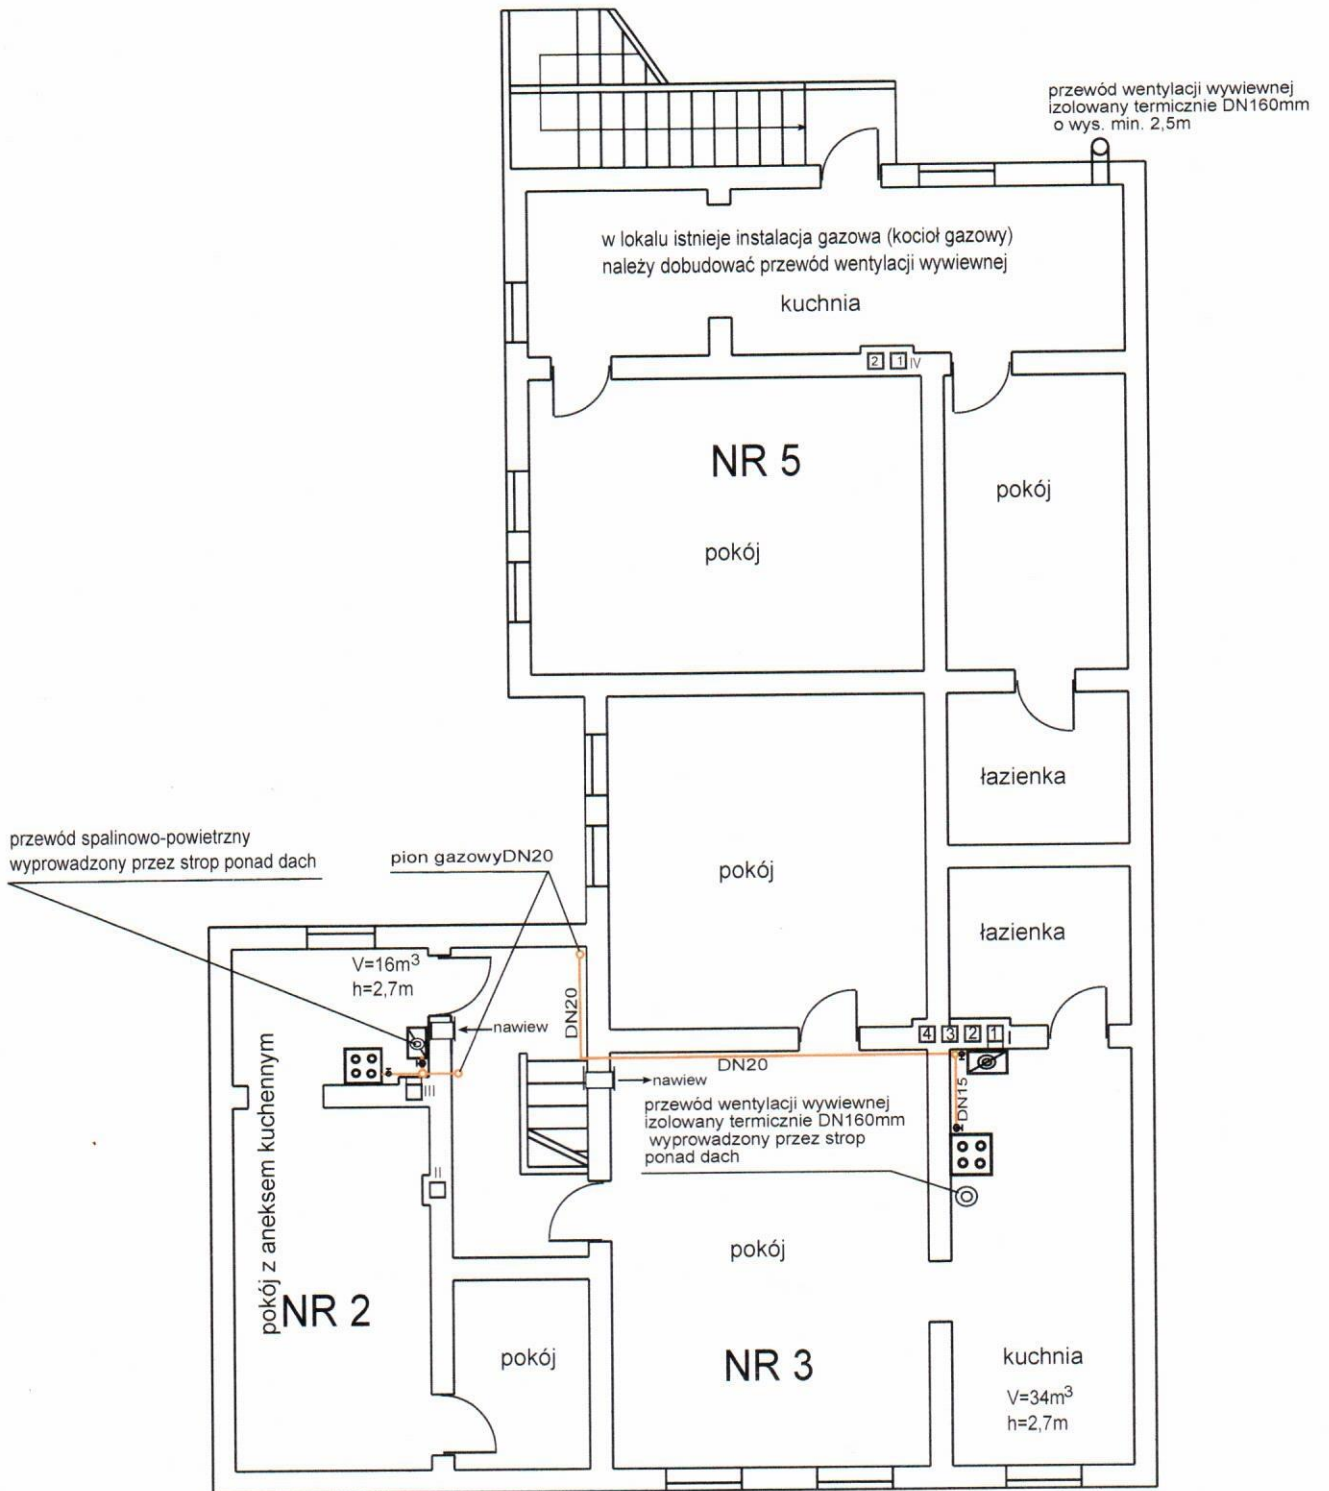 przewód wentylacji wywiewnej
izolowany termicznie DN160mm
o wys. min. 2,5m
w lokalu istnieje instalacja gazowa (kocioł gazowy)
należy dobudować przewód wentylacji wywiewnej
kuchnia
2 1 IV
NR 5
pokój
pokój
łazienka
przewód spalinowo-powietrzny
wyprowadzony przez strop ponad dach
pion gazowyDN20
pokój
łazienka
V=16m³
h=2,7m
nawiew
DN20
4 3 2 1 I
DN20
nawiew
DN15
III
przewód wentylacji wywiewnej
izolowany termicznie DN160mm
wyprowadzony przez strop
ponad dach
II
pokój z aneksem kuchennym
NR 2
pokój
pokój
NR 3
kuchnia
V=34m³
h=2,7m